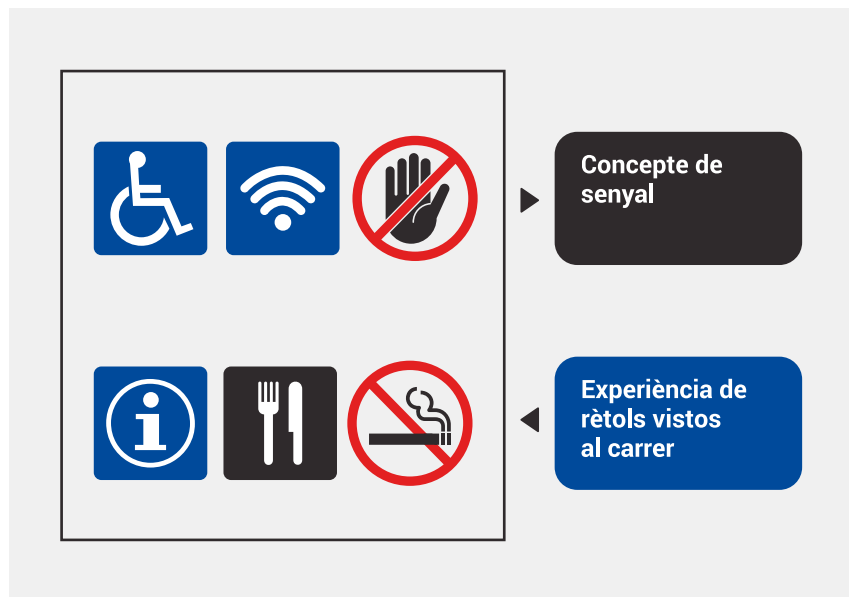 Concepte de
senyal
Experiència de
rètols vistos
al carrer